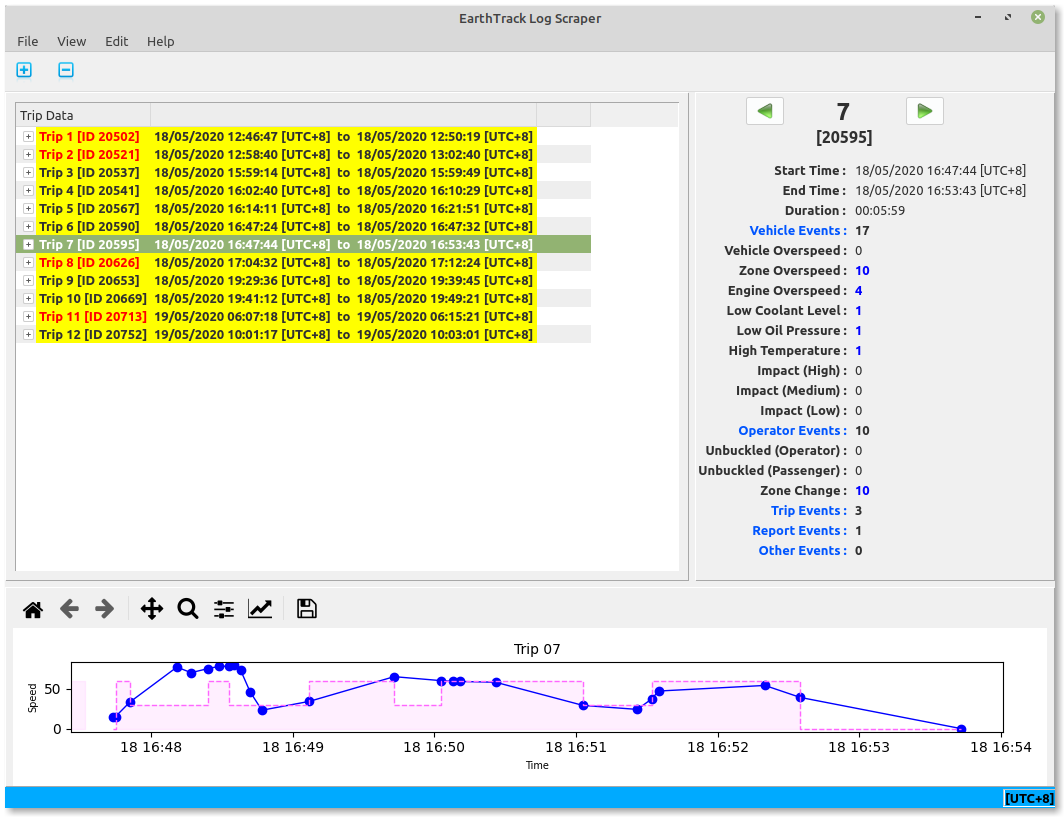 EarthTrack Log Scraper
File View Edit Help
Trip Data
Trip 1 [ID 20502] 18/05/2020 12:46:47 [UTC+8] to 18/05/2020 12:50:19 [UTC+8]
Trip 2 [ID 20521] 18/05/2020 12:58:40 [UTC+8] to 18/05/2020 13:02:40 [UTC+8]
Trip 3 [ID 20537] 18/05/2020 15:59:14 [UTC+8] to 18/05/2020 15:59:49 [UTC+8]
Trip 4 [ID 20541] 18/05/2020 16:02:40 [UTC+8] to 18/05/2020 16:10:29 [UTC+8]
Trip 5 [ID 20567] 18/05/2020 16:14:11 [UTC+8] to 18/05/2020 16:21:51 [UTC+8]
Trip 6 [ID 20590] 18/05/2020 16:47:24 [UTC+8] to 18/05/2020 16:47:32 [UTC+8]
Trip 7 [ID 20595] 18/05/2020 16:47:44 [UTC+8] to 18/05/2020 16:53:43 [UTC+8]
Trip 8 [ID 20626] 18/05/2020 17:04:32 [UTC+8] to 18/05/2020 17:12:24 [UTC+8]
Trip 9 [ID 20653] 18/05/2020 19:29:36 [UTC+8] to 18/05/2020 19:39:45 [UTC+8]
Trip 10 [ID 20669] 18/05/2020 19:41:12 [UTC+8] to 18/05/2020 19:49:21 [UTC+8]
Trip 11 [ID 20713] 19/05/2020 06:07:18 [UTC+8] to 19/05/2020 06:15:21 [UTC+8]
Trip 12 [ID 20752] 19/05/2020 10:01:17 [UTC+8] to 19/05/2020 10:03:01 [UTC+8]
7
[20595]
Start Time : 18/05/2020 16:47:44 [UTC+8]
End Time : 18/05/2020 16:53:43 [UTC+8]
Duration : 00:05:59
Vehicle Events : 17
Vehicle Overspeed : 0
Zone Overspeed : 10
Engine Overspeed : 4
Low Coolant Level : 1
Low Oil Pressure : 1
High Temperature : 1
Impact (High) : 0
Impact (Medium) : 0
Impact (Low) : 0
Operator Events : 10
Unbuckled (Operator) : 0
Unbuckled (Passenger) : 0
Zone Change : 10
Trip Events : 3
Report Events : 1
Other Events : 0
Trip 07
Speed
50
0
18 16:48 18 16:49 18 16:50 18 16:51 18 16:52 18 16:53 18 16:54
Time
[UTC+8]